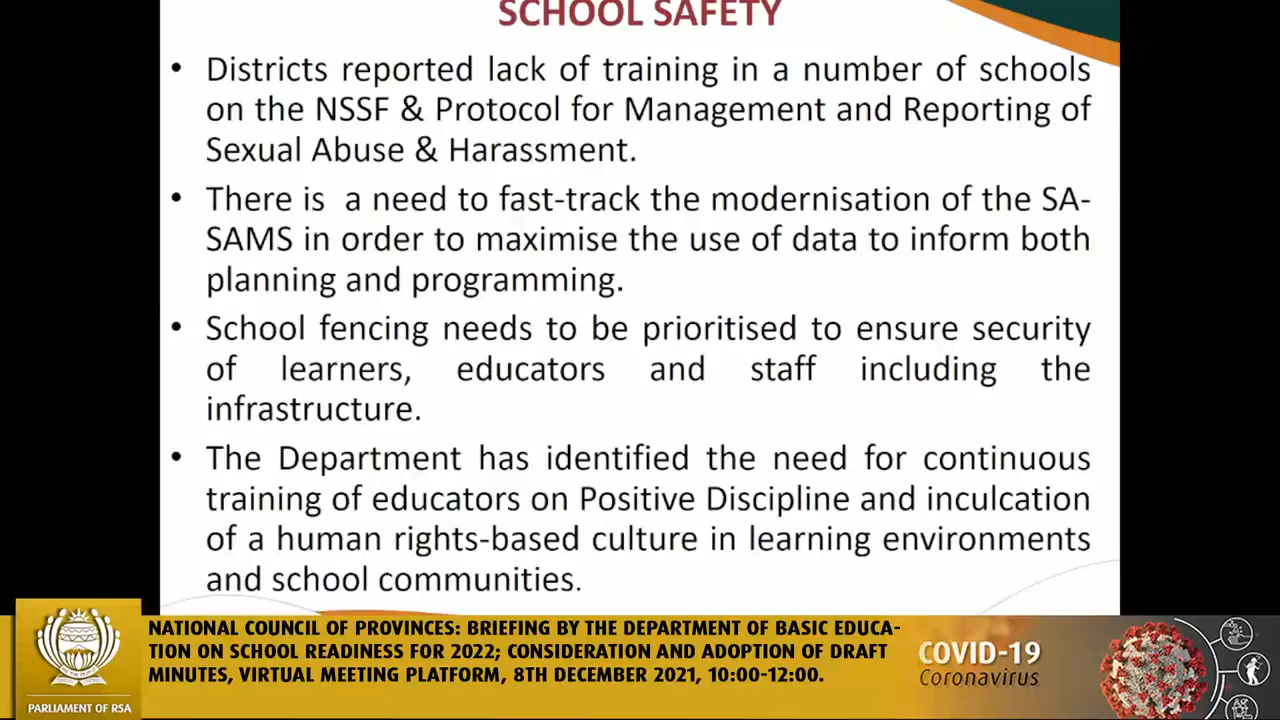 SCHOOL SAFETY
• Districts reported lack of training in a number of schools
on the NSSF & Protocol for Management and Reporting of
Sexual Abuse & Harassment.
• There is a need to fast-track the modernisation of the SA-
SAMS in order to maximise the use of data to inform both
planning and programming.
• School fencing needs to be prioritised to ensure security
of learners, educators and staff including the
infrastructure.
• The Department has identified the need for continuous
training of educators on Positive Discipline and inculcation
of a human rights-based culture in learning environments
and school communities.
NATIONAL COUNCIL OF PROVINCES: BRIEFING BY THE DEPARTMENT OF BASIC EDUCA-
TION ON SCHOOL READINESS FOR 2022; CONSIDERATION AND ADOPTION OF DRAFT
MINUTES, VIRTUAL MEETING PLATFORM, 8TH DECEMBER 2021, 10:00-12:00.
PARLIAMENT OF RSA
COVID-19
Coronavirus